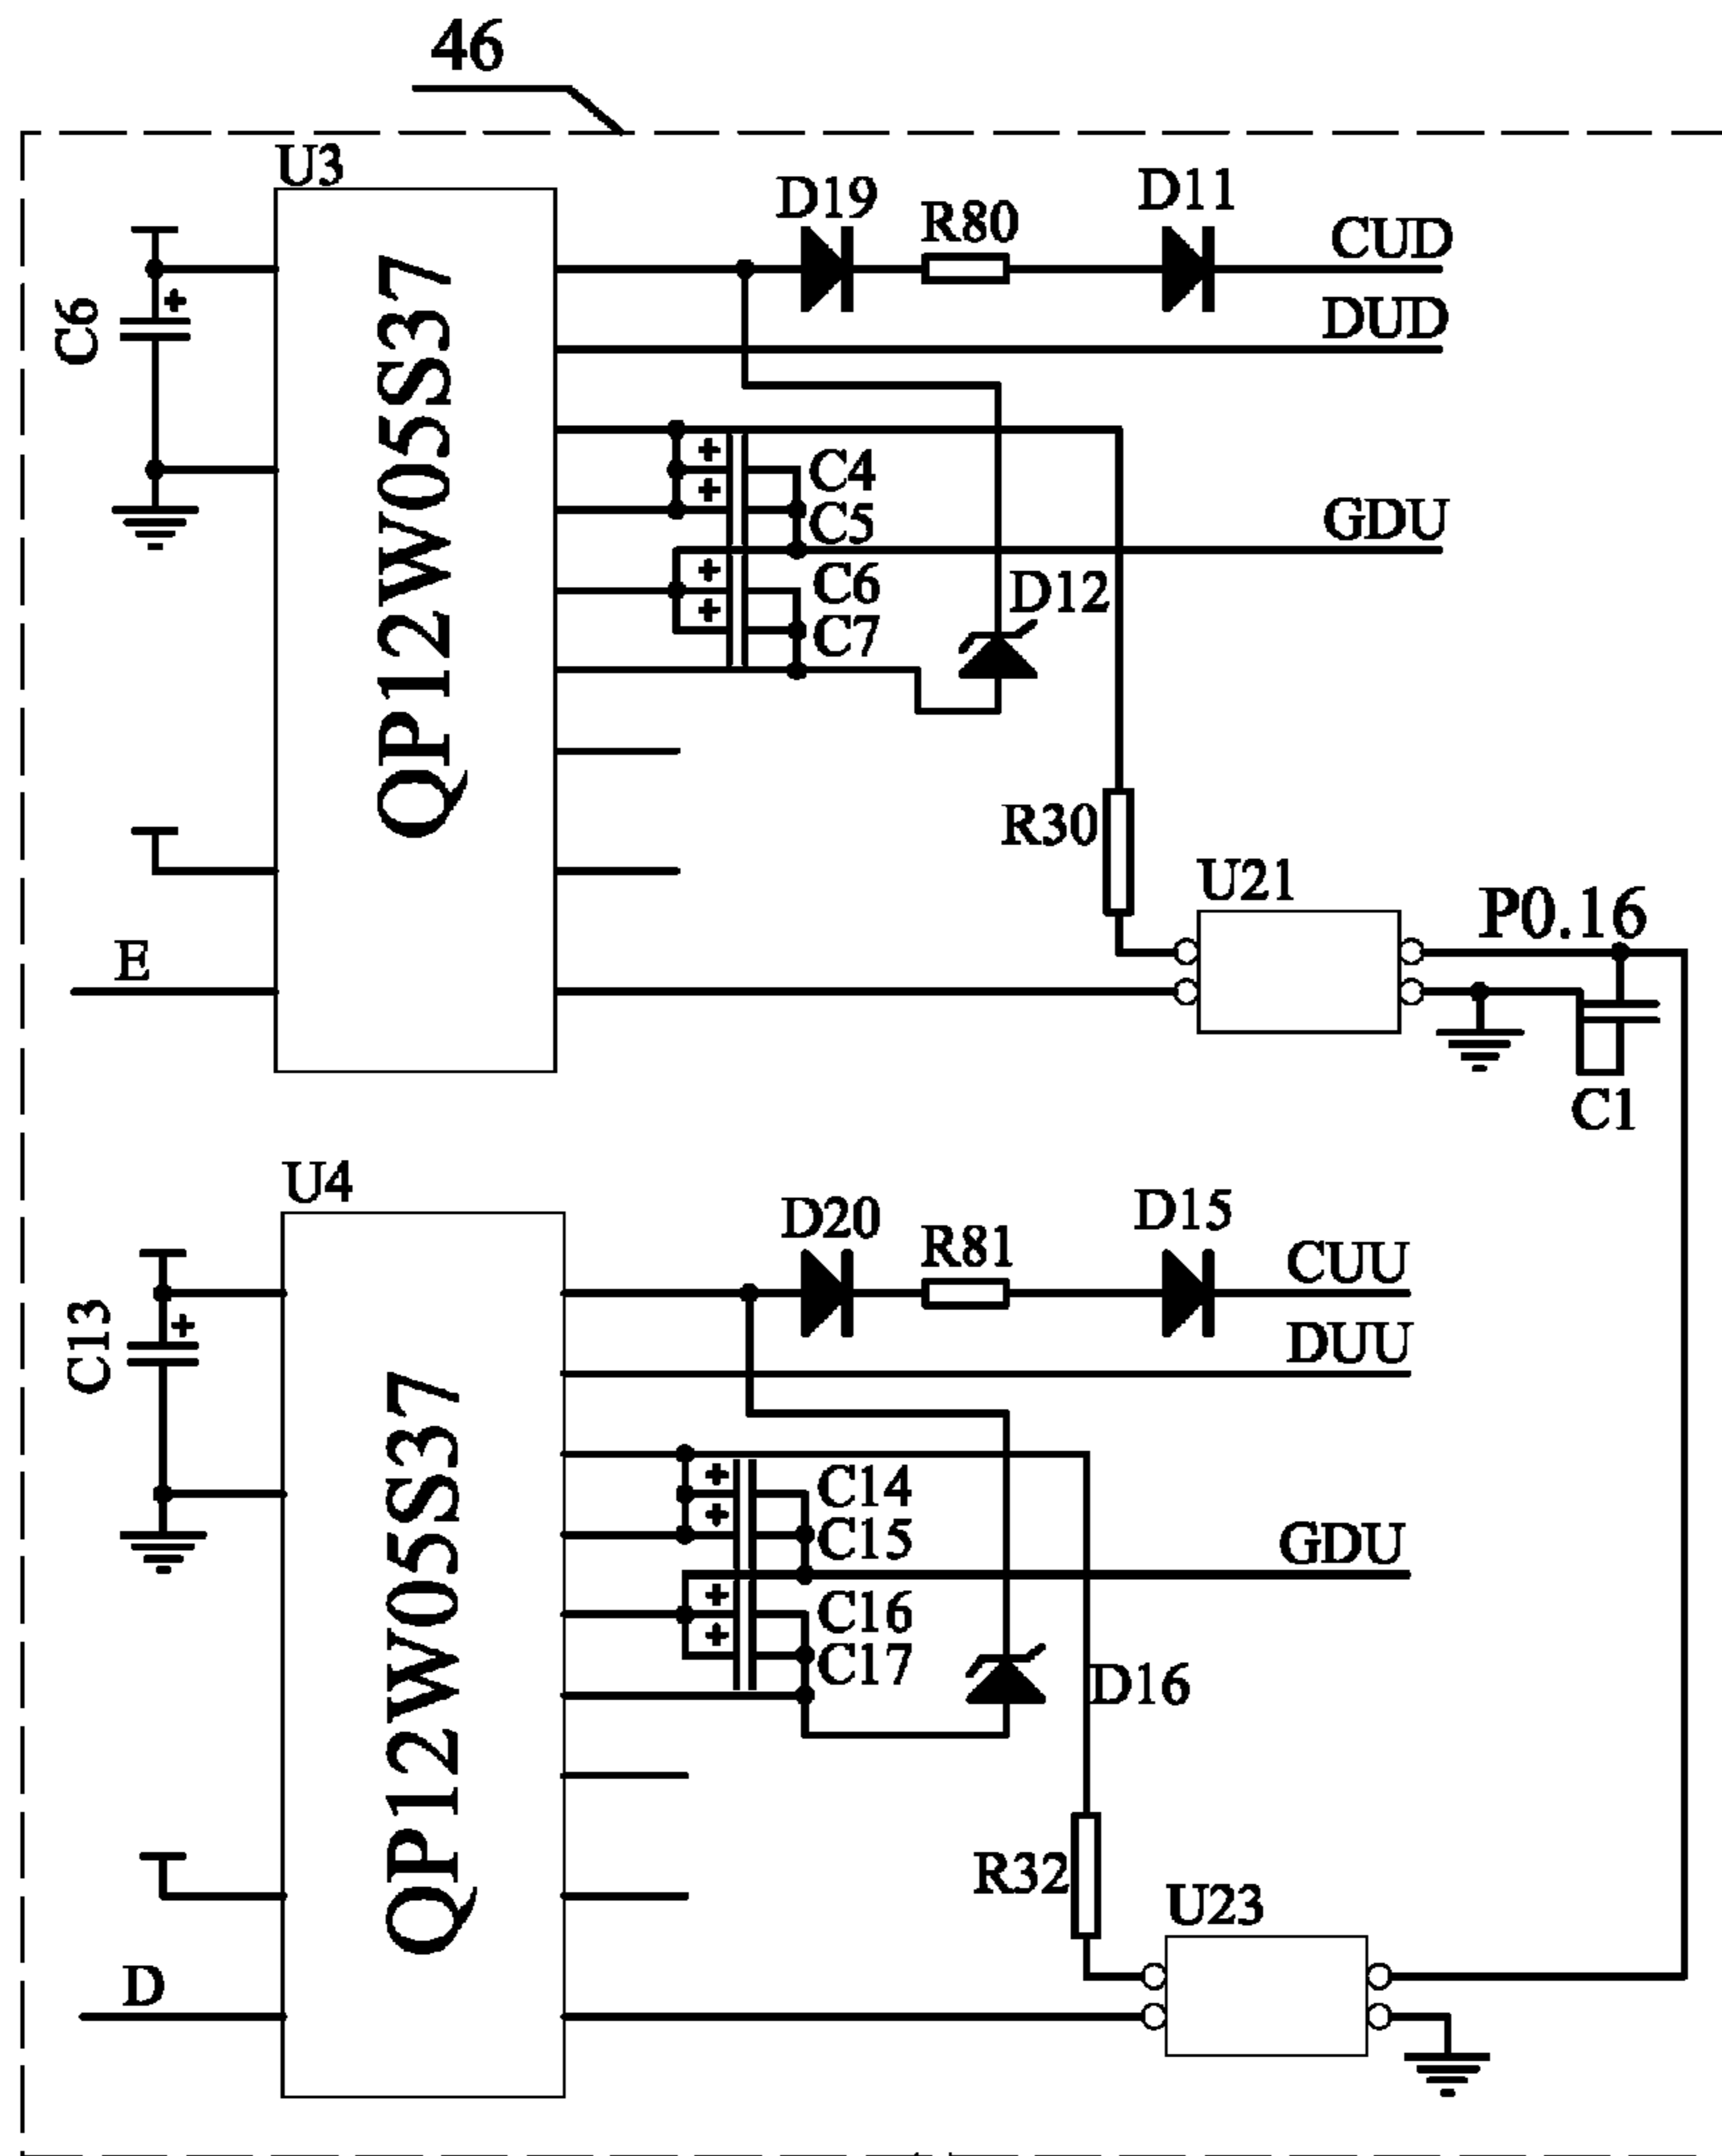 46
U3
D19
R80
D11
CUD
DUD
C6
+
QP12W05S37
+
C4
+
C5
GDU
+
C6
+
C7
D12
R30
U21
P0.16
E
C1
U4
D20
R81
D15
CUU
DUU
C13
+
QP12W05S37
+
C14
+
C15
GDU
+
C16
+
C17
D16
R32
U23
D